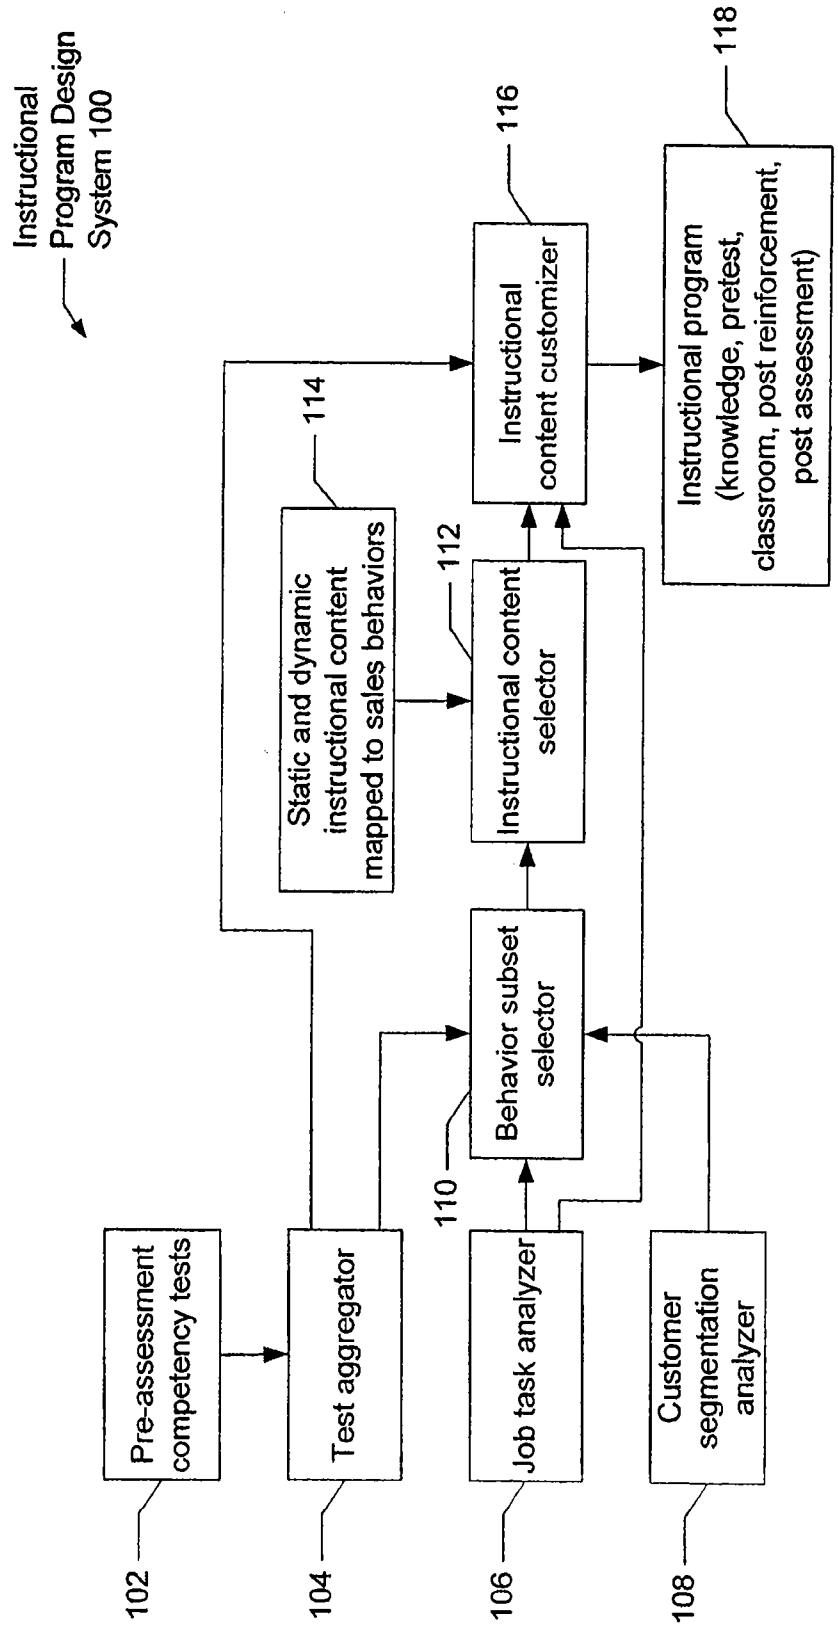 Instructional
Program Design
System 100
Pre-assessment
competency tests
102
Test aggregator
104
Job task analyzer
106
Customer
segmentation
analyzer
108
Behavior subset
selector
110
Static and dynamic
instructional content
mapped to sales behaviors
114
Instructional content
selector
112
Instructional
content customizer
116
Instructional program
(knowledge, pretest,
classroom, post reinforcement,
post assessment)
118